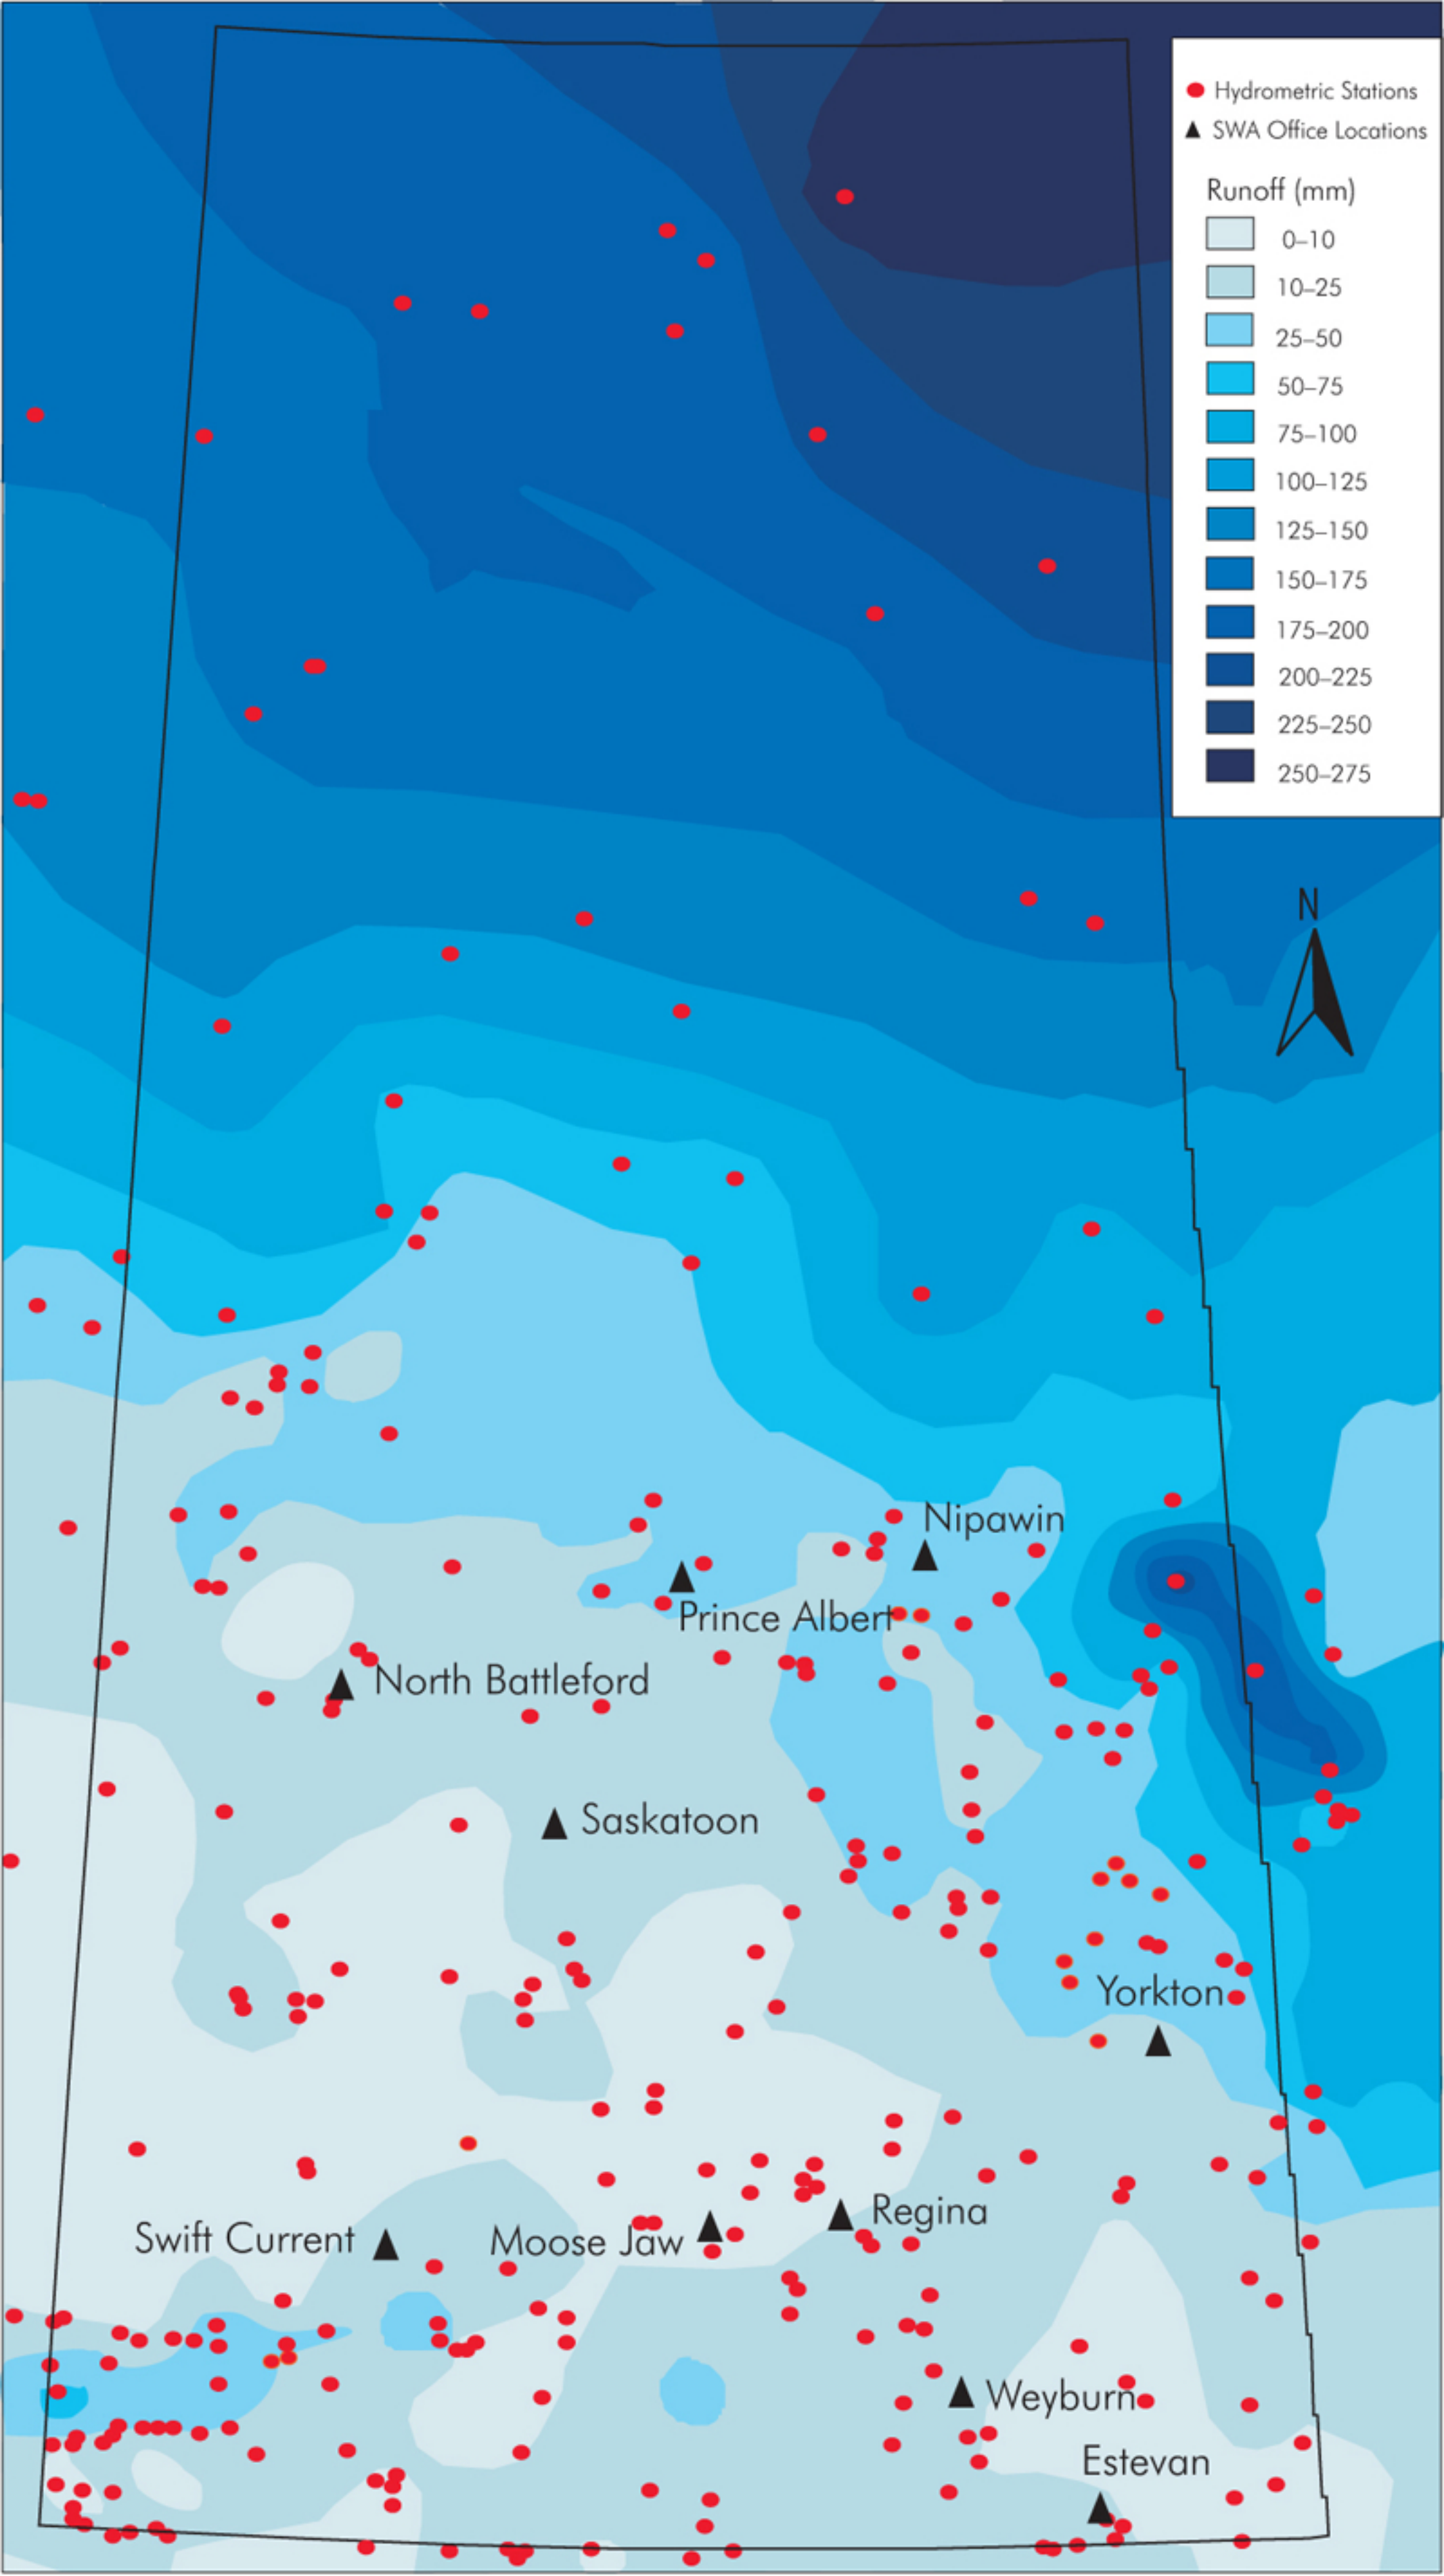 Hydrometric Stations
SWA Office Locations
Runoff (mm)
0–10
10–25
25–50
50–75
75–100
100–125
125–150
150–175
175–200
200–225
225–250
250–275
N
Nipawin
Prince Albert
North Battleford
Saskatoon
Yorkton
Regina
Swift Current
Moose Jaw
Weyburn
Estevan